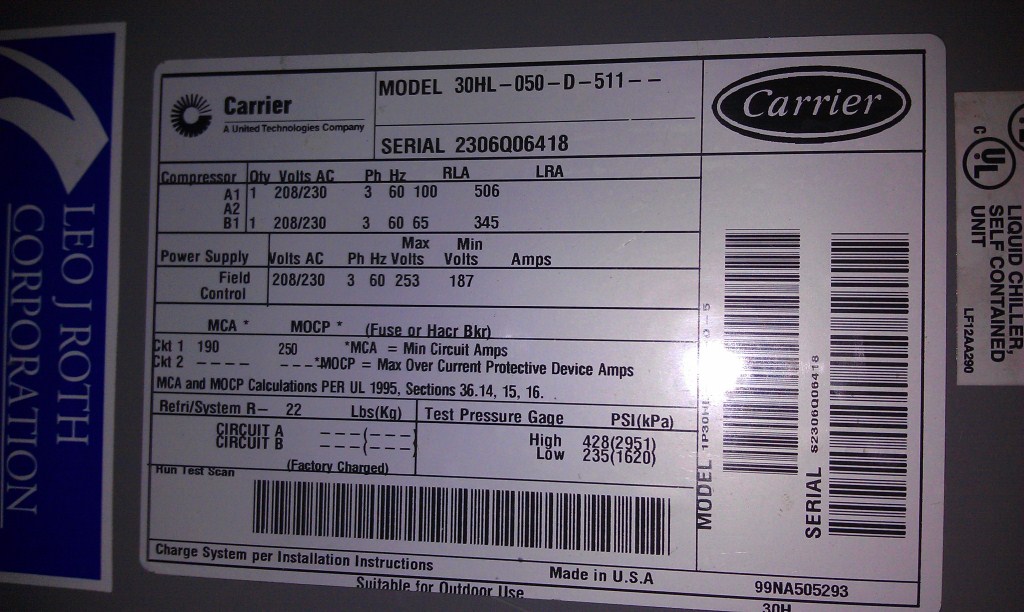 LEO J ROTH
CORPORATION
Carrier
A United Technologies Company
MODEL 30HL-050-D-511--
SERIAL 2306Q06418
Carrier
Compressor Qty Volts AC Ph Hz RLA LRA
A1 1 208/230 3 60 100 506
A2
B1 1 208/230 3 60 65 345
Power Supply Volts AC Ph Hz Max Volts Min Volts Amps
Field 208/230 3 60 253 187
Control
MCA * MOCP * (Fuse or Hacr Bkr)
Ckt 1 190 250 *MCA = Min Circuit Amps
Ckt 2 ----- ----*MOCP = Max Over Current Protective Device Amps
MCA and MOCP Calculations PER UL 1995, Sections 36.14, 15, 16.
Refri/System R- 22 Lbs(Kg)
CIRCUIT A ---(---
CIRCUIT B ---(---
(Factory Charged)
Test Pressure Gage PSI(kPa)
High 428(2951)
Low 235(1620)
Run Test Scan
Charge System per Installation Instructions
Made in U.S.A
Suitable for Outdoor Use
MODEL 1P30H
SERIAL S2306Q06418
99NA505293
30H
C UL
LIQUID CHILLER,
SELF CONTAINED
UNIT
LF12AA290